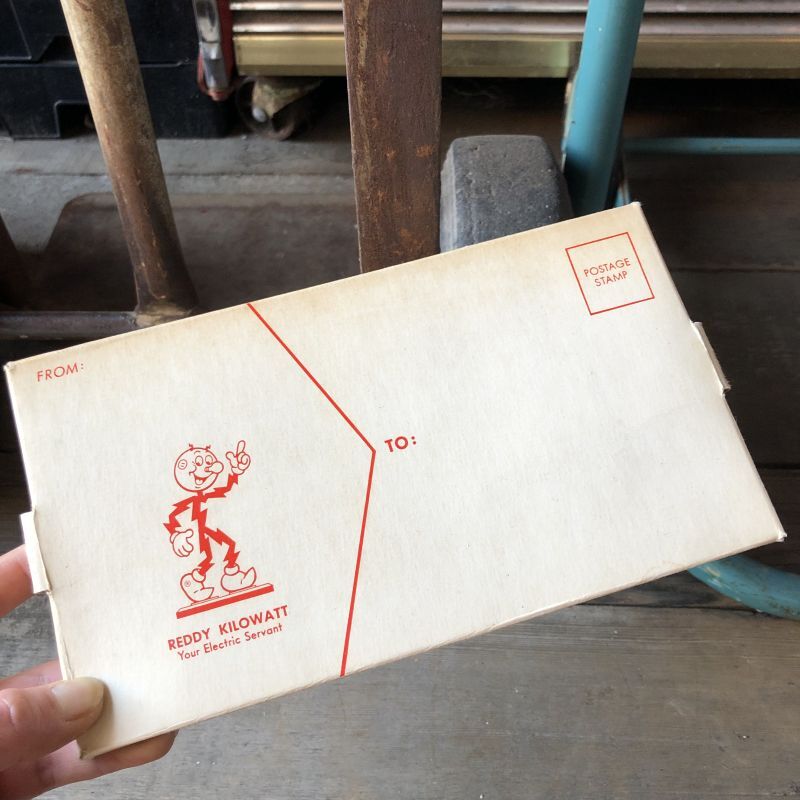 POSTAGE
STAMP
FROM:
TO:
REDDY KILOWATT
Your Electric Servant